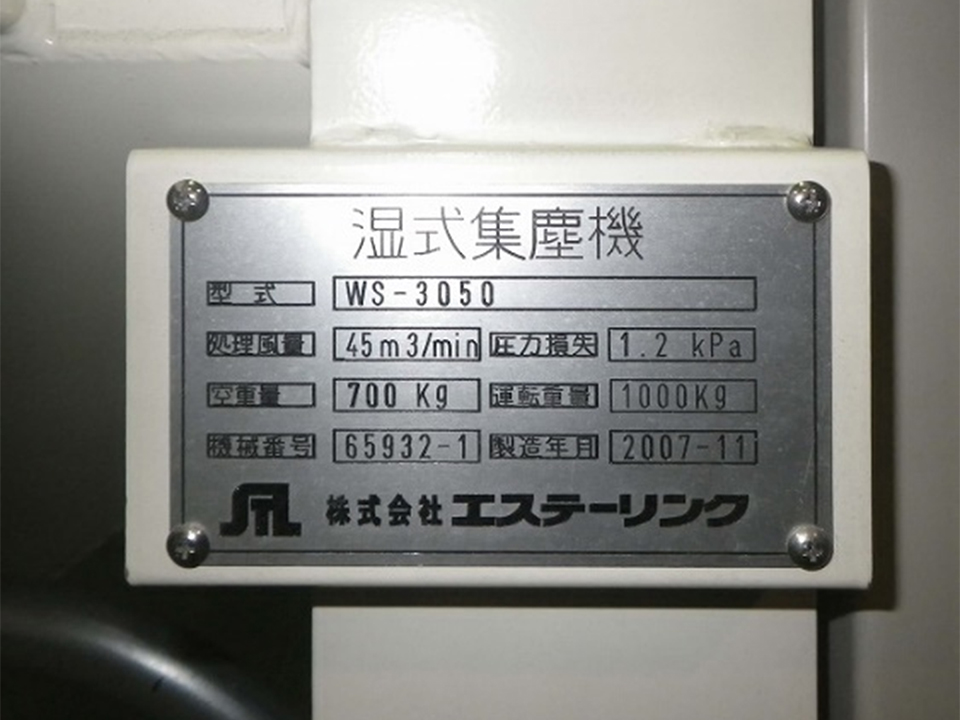 湿式集塵機
型式 WS-3050
処理風量 45m3/min 圧力損失 1.2 kPa
空重量 700 Kg 運転重量 1000Kg
機械番号 65932-1 製造年月 2007-11
STL 株式会社 エステーリンク